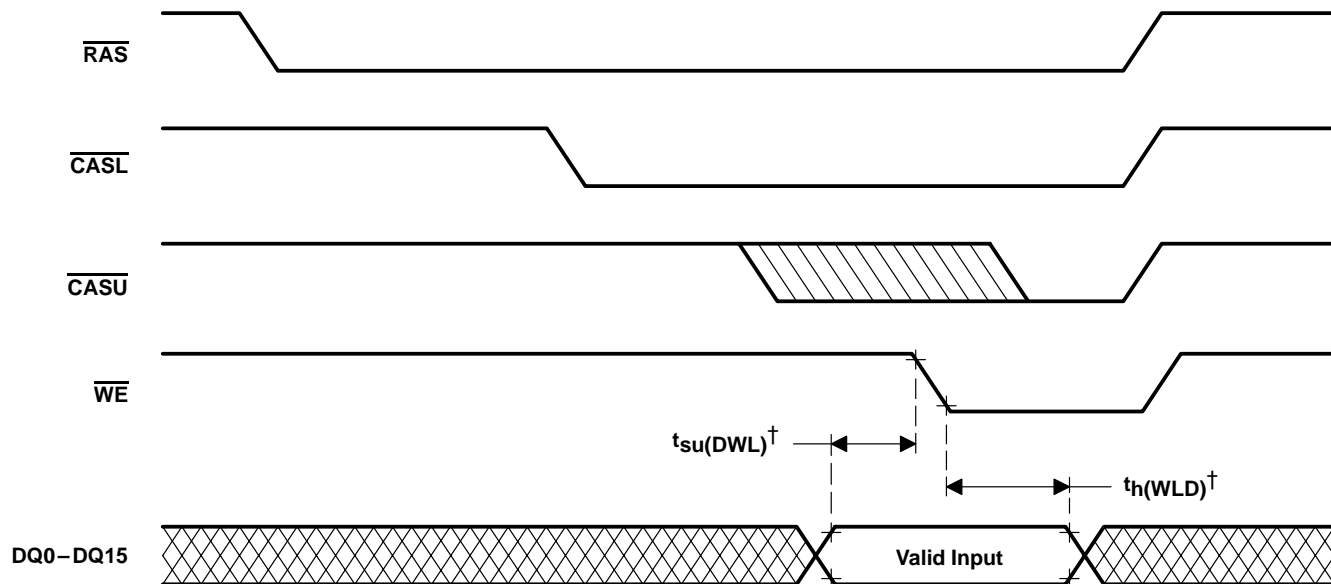 RAS
CASL
CASU
WE
tsu(DWL)†
th(WLD)†
DQ0–DQ15
Valid Input